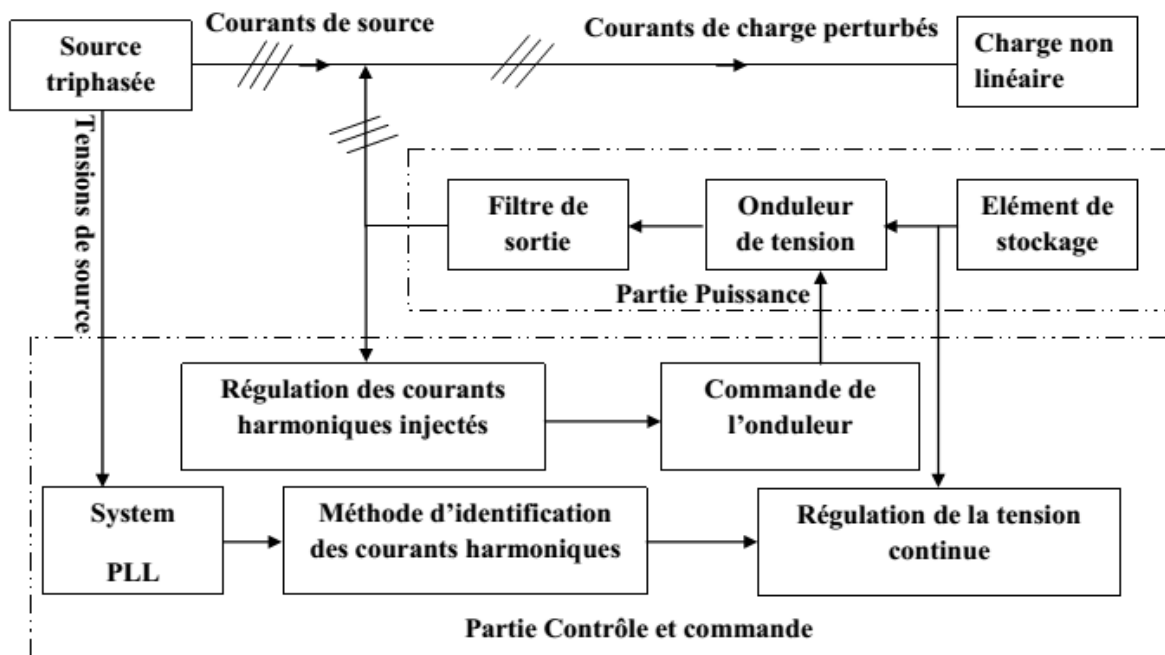 Courants de source
Courants de charge perturbés
Source
triphasée
Charge non
linéaire
Tensions de source
Filtre de
sortie
Onduleur
de tension
Elément de
stockage
Partie Puissance
Régulation des courants
harmoniques injectés
Commande de
l'onduleur
System
PLL
Méthode d'identification
des courants harmoniques
Régulation de la tension
continue
Partie Contrôle et commande